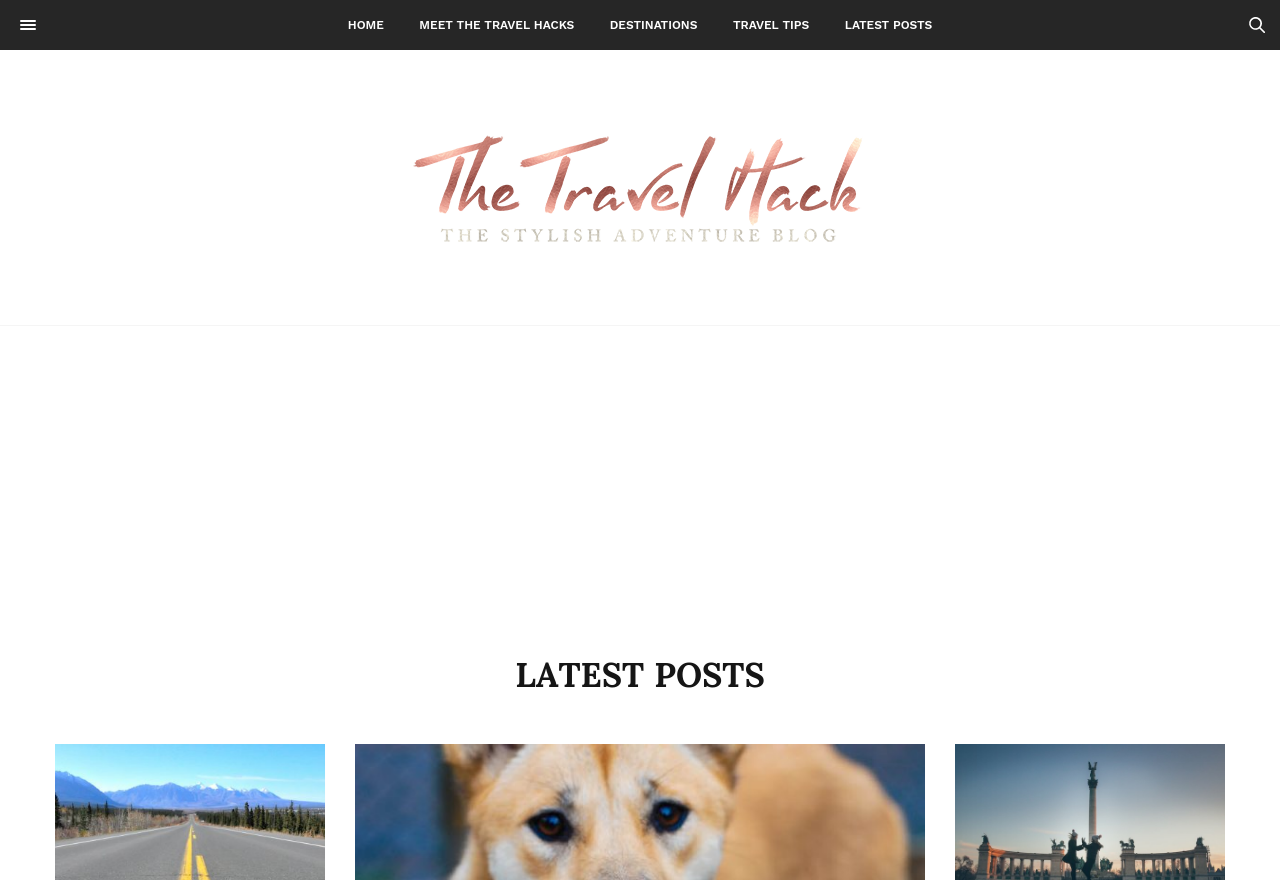 HOME MEET THE TRAVEL HACKS DESTINATIONS TRAVEL TIPS LATEST POSTS
The Travel Hack
THE STYLISH ADVENTURE BLOG
LATEST POSTS